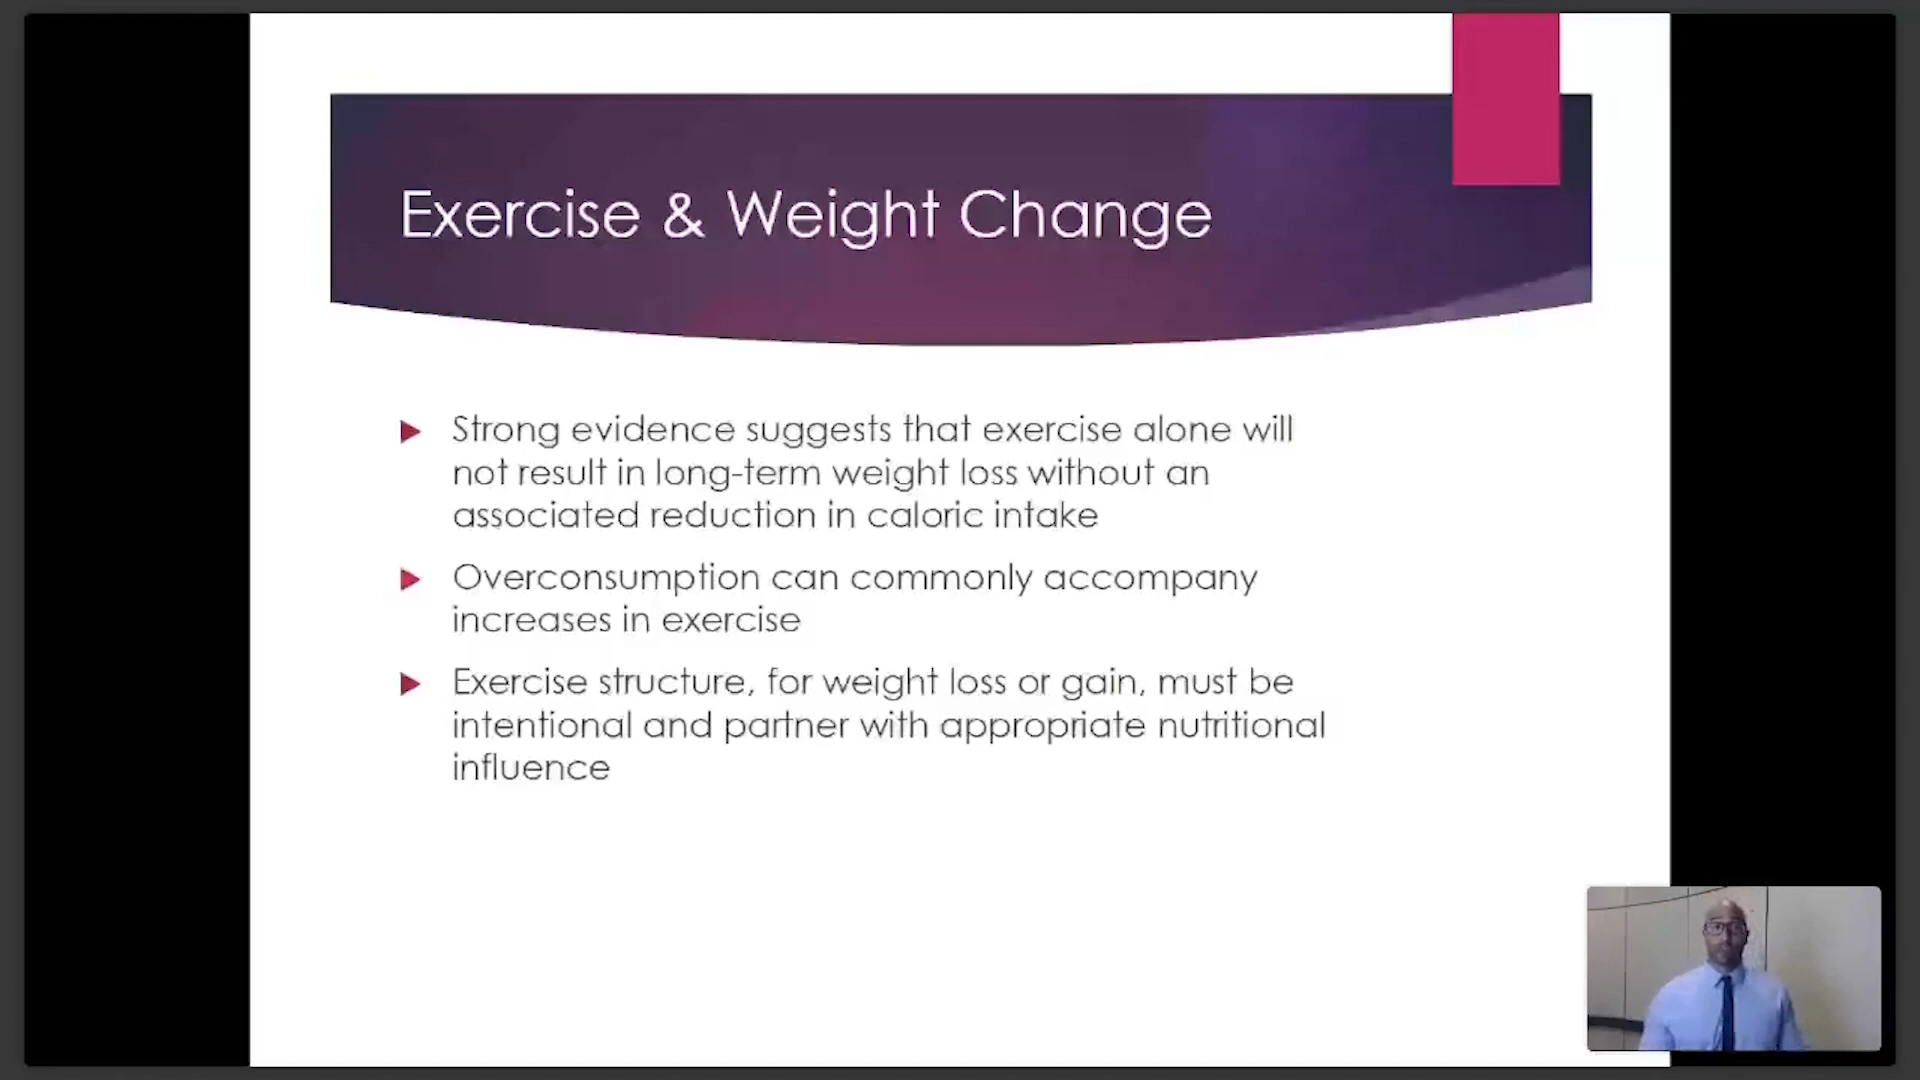 Exercise & Weight Change
Strong evidence suggests that exercise alone will
not result in long-term weight loss without an
associated reduction in caloric intake
Overconsumption can commonly accompany
increases in exercise
Exercise structure, for weight loss or gain, must be
intentional and partner with appropriate nutritional
influence